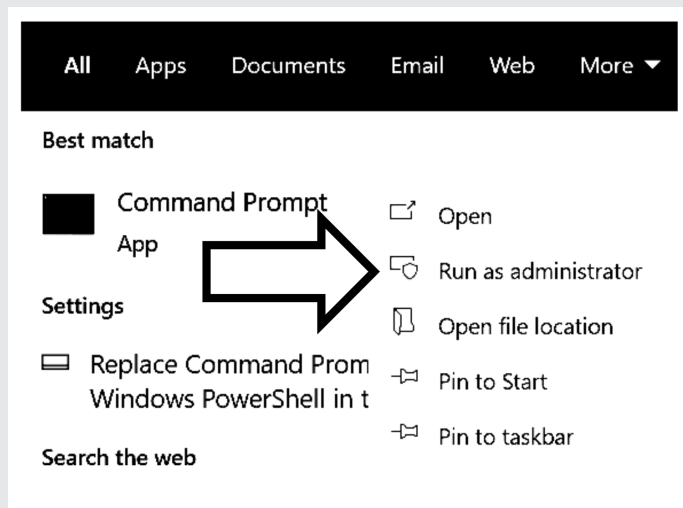 All Apps Documents Email Web More
Best match
Command Prompt
App
Settings
Replace Command Prom
Windows PowerShell in t
Search the web
Open
Run as administrator
Open file location
Pin to Start
Pin to taskbar